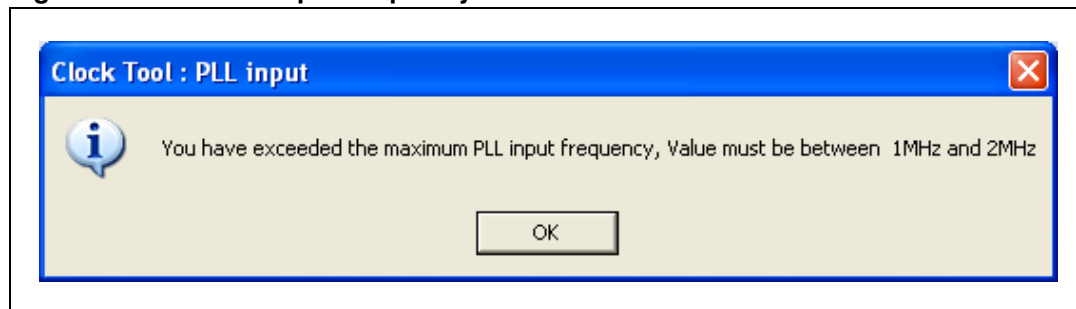 Clock Tool : PLL input
You have exceeded the maximum PLL input frequency, Value must be between 1MHz and 2MHz
OK